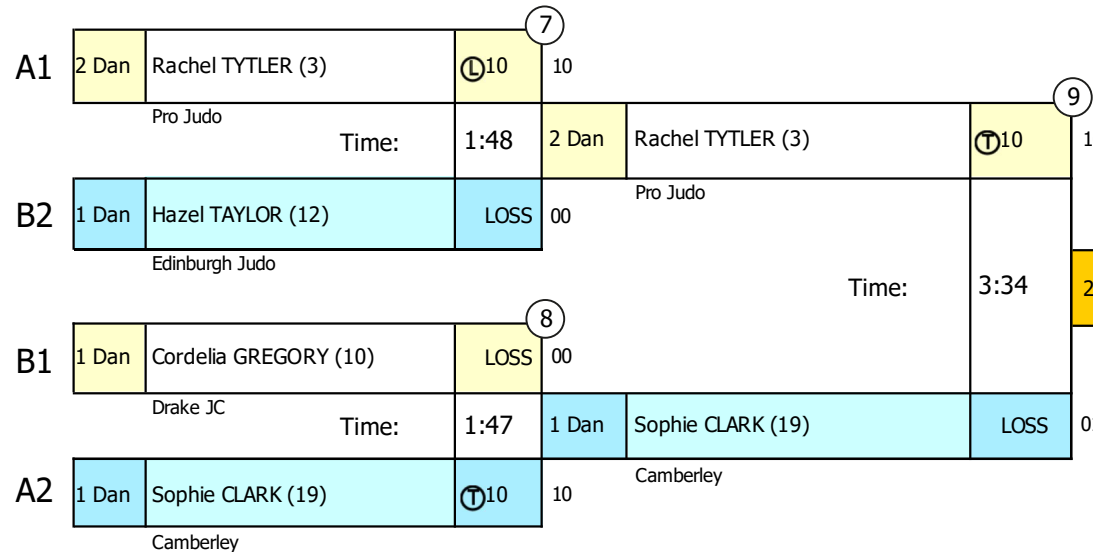 7
A1 2 Dan Rachel TYTLER (3) Ⓛ10 10
Pro Judo
9
Time: 1:48 2 Dan Rachel TYTLER (3) Ⓣ10 1
Pro Judo
B2 1 Dan Hazel TAYLOR (12) LOSS 00
Edinburgh Judo
Time: 3:34 2
8
B1 1 Dan Cordelia GREGORY (10) LOSS 00
Drake JC
Time: 1:47 1 Dan Sophie CLARK (19) LOSS 0
Camberley
A2 1 Dan Sophie CLARK (19) Ⓣ10 10
Camberley